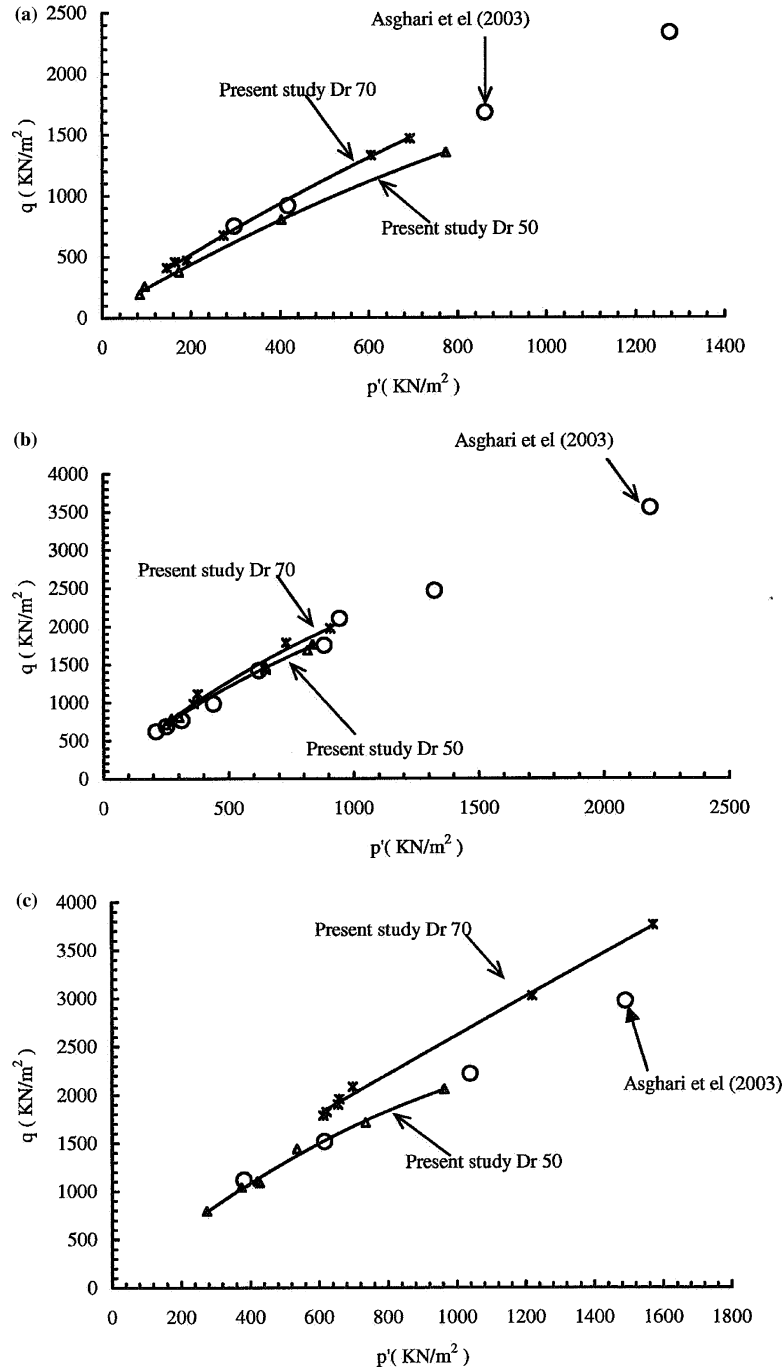 (a)
Asghari et el (2003)
Present study Dr 70
Present study Dr 50
q ( KN/m²)
2500
2000
1500
1000
500
0
0 200 400 600 800 1000 1200 1400
p'( KN/m²)
(b)
Asghari et el (2003)
Present study Dr 70
Present study Dr 50
q ( KN/m²)
4000
3500
3000
2500
2000
1500
1000
500
0
0 500 1000 1500 2000 2500
p'( KN/m²)
(c)
Present study Dr 70
Asghari et el (2003)
Present study Dr 50
q ( KN/m²)
4000
3500
3000
2500
2000
1500
1000
500
0
0 200 400 600 800 1000 1200 1400 1600 1800
p'( KN/m²)